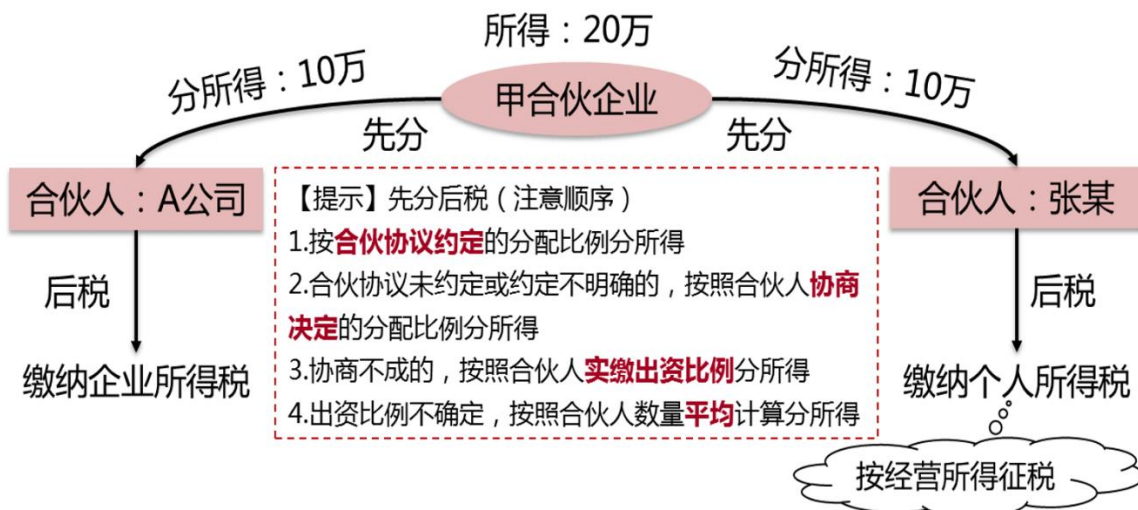 所得：20万
分所得：10万
分所得：10万
甲合伙企业
先分
先分
合伙人：A公司
合伙人：张某
【提示】先分后税（注意顺序）
1.按合伙协议约定的分配比例分所得
2.合伙协议未约定或约定不明确的，按照合伙人协商
决定的分配比例分所得
3.协商不成的，按照合伙人实缴出资比例分所得
4.出资比例不确定，按照合伙人数量平均计算分所得
后税
后税
缴纳企业所得税
缴纳个人所得税
按经营所得征税